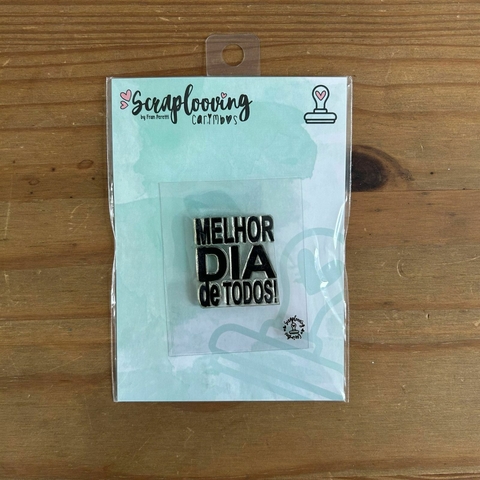 Scraplooving
by Fran Peretti
carimbos
MELHOR
DIA
de TODOS!